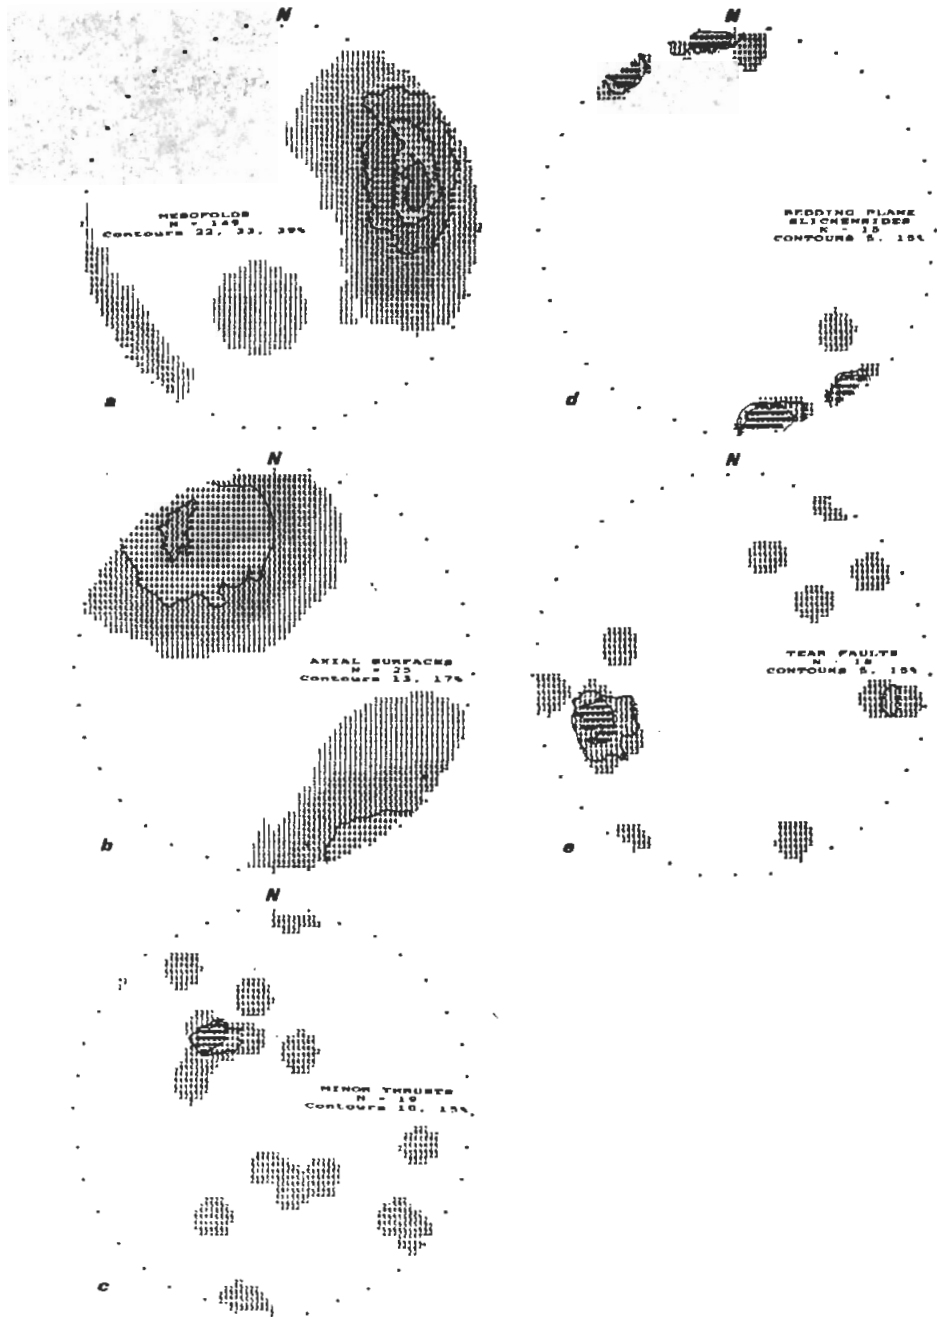 N
MESOFOLDS
N = 149
Contours 22, 33, 39%
a
N
BEDDING PLANE
SLICKENSIDES
N = 15
CONTOURS 5, 15%
d
N
AXIAL SURFACES
N = 25
Contours 13, 17%
b
N
TEAR FAULTS
N = 18
CONTOURS 5, 15%
e
N
MINOR THRUSTS
N = 19
Contours 10, 15%
c